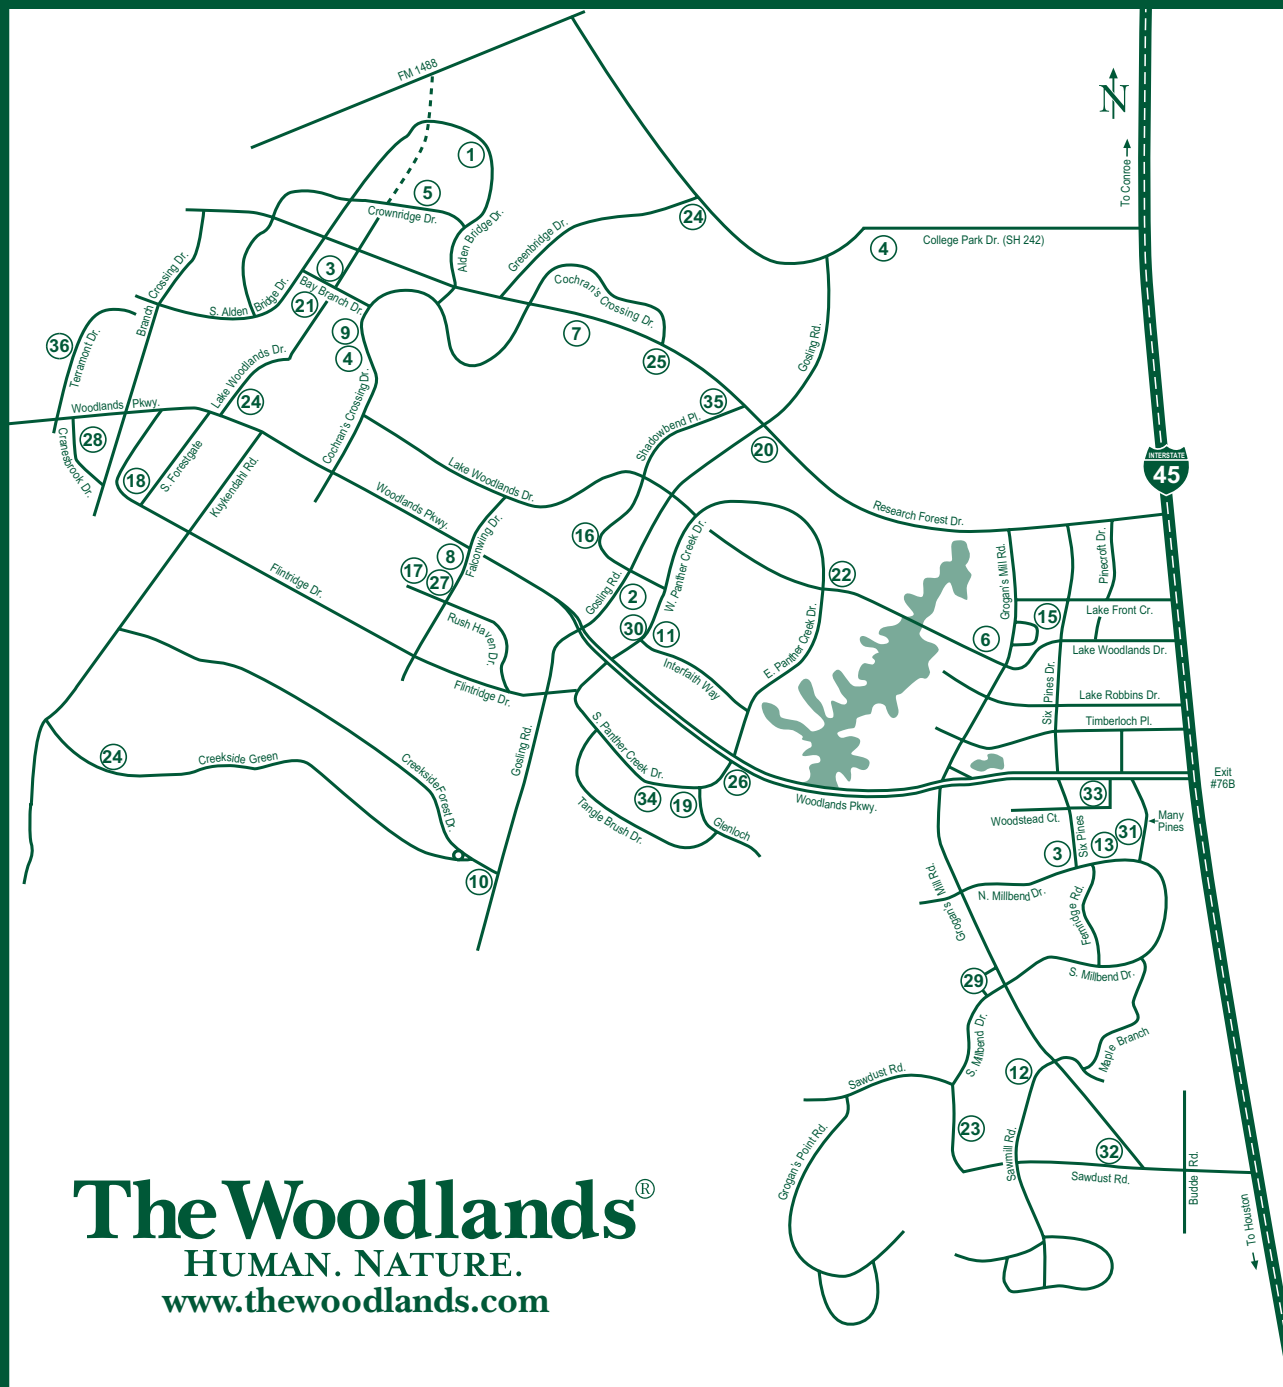 FM 1488
N
To Conroe
1
5
Crownridge Dr.
Alden Bridge Dr.
Greenbridge Dr.
24
4
College Park Dr. (SH 242)
Branch Crossing Dr.
3
Bay Branch Dr.
S. Alden Bridge Dr.
21
Cochran's Crossing Dr.
7
25
Gosling Rd.
9
4
36
Terramont Dr.
Lake Woodlands Dr.
24
Cochran's Crossing Dr.
Woodlands Pkwy.
35
Shadowbend Pl.
20
28
Cranesbrook Dr.
18
S. Forestgate
Kuykendahl Rd.
Lake Woodlands Dr.
Woodlands Pkwy.
INTERSTATE
45
Research Forest Dr.
Falconwing Dr.
16
W. Panther Creek Dr.
Grogan's Mill Rd.
Pinecroft Dr.
8
17
27
Flintridge Dr.
Gosling Rd.
22
2
30
11
Lake Front Cr.
15
6
Lake Woodlands Dr.
Rush Haven Dr.
E. Panther Creek Dr.
Interfaith Way
Six Pines Dr.
Lake Robbins Dr.
Timberloch Pl.
Flintridge Dr.
S. Panther Creek Dr.
Gosling Rd.
24
Creekside Green
Creekside Forest Dr.
26
34
19
Tangle Brush Dr.
Glenloch
Woodlands Pkwy.
Exit
#76B
33
Woodstead Ct.
Six Pines
Many
Pines
31
13
3
10
Grogan's Mill Rd.
N. Millbend Dr.
Fernridge Rd.
29
S. Millbend Dr.
S. Millbend Dr.
Maple Branch
12
Sawdust Rd.
23
Grogan's Point Rd.
Sawmill Rd.
32
Sawdust Rd.
Budde Rd.
To Houston
The Woodlands®
HUMAN. NATURE.
www.thewoodlands.com